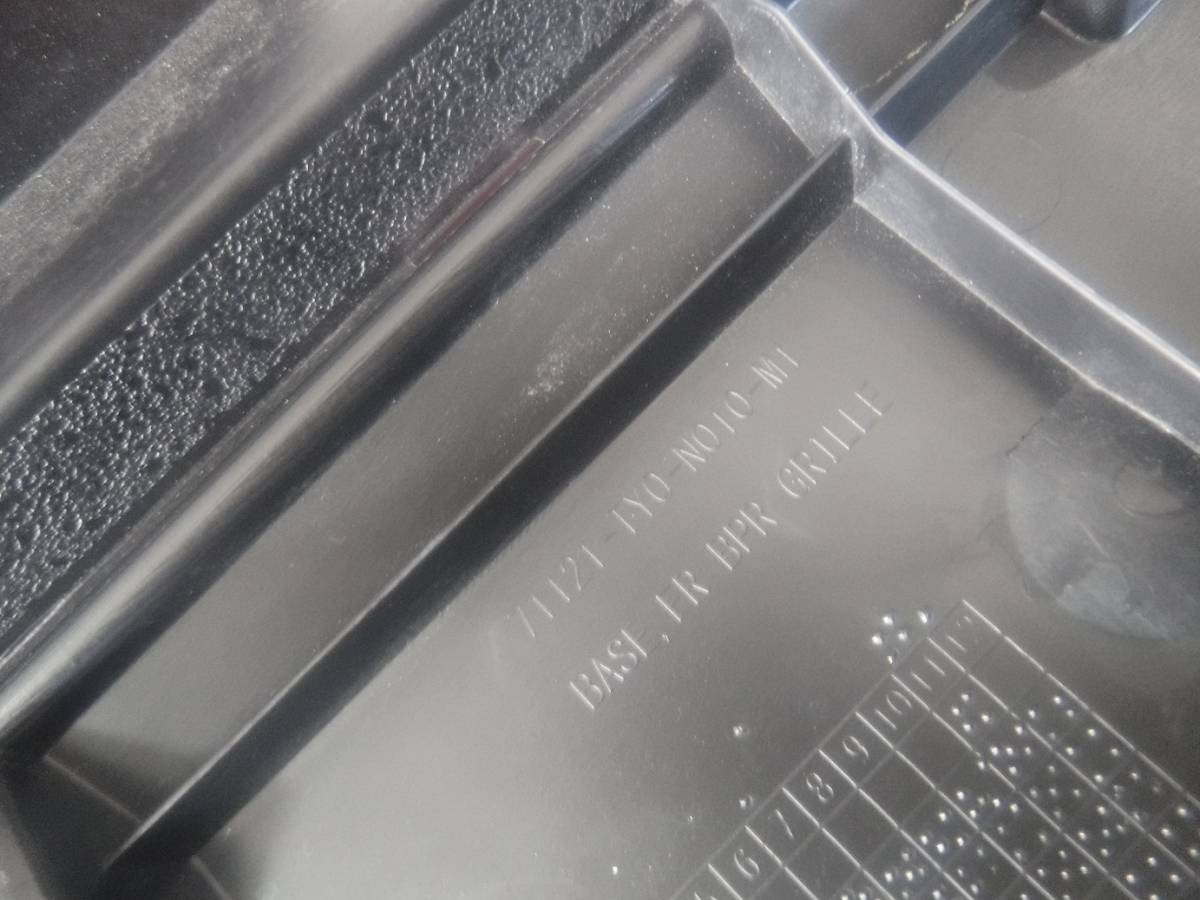 71121-TY0-N010-M1
BASE,FR BPR GRILLE
6 7 8 9 10 11 12